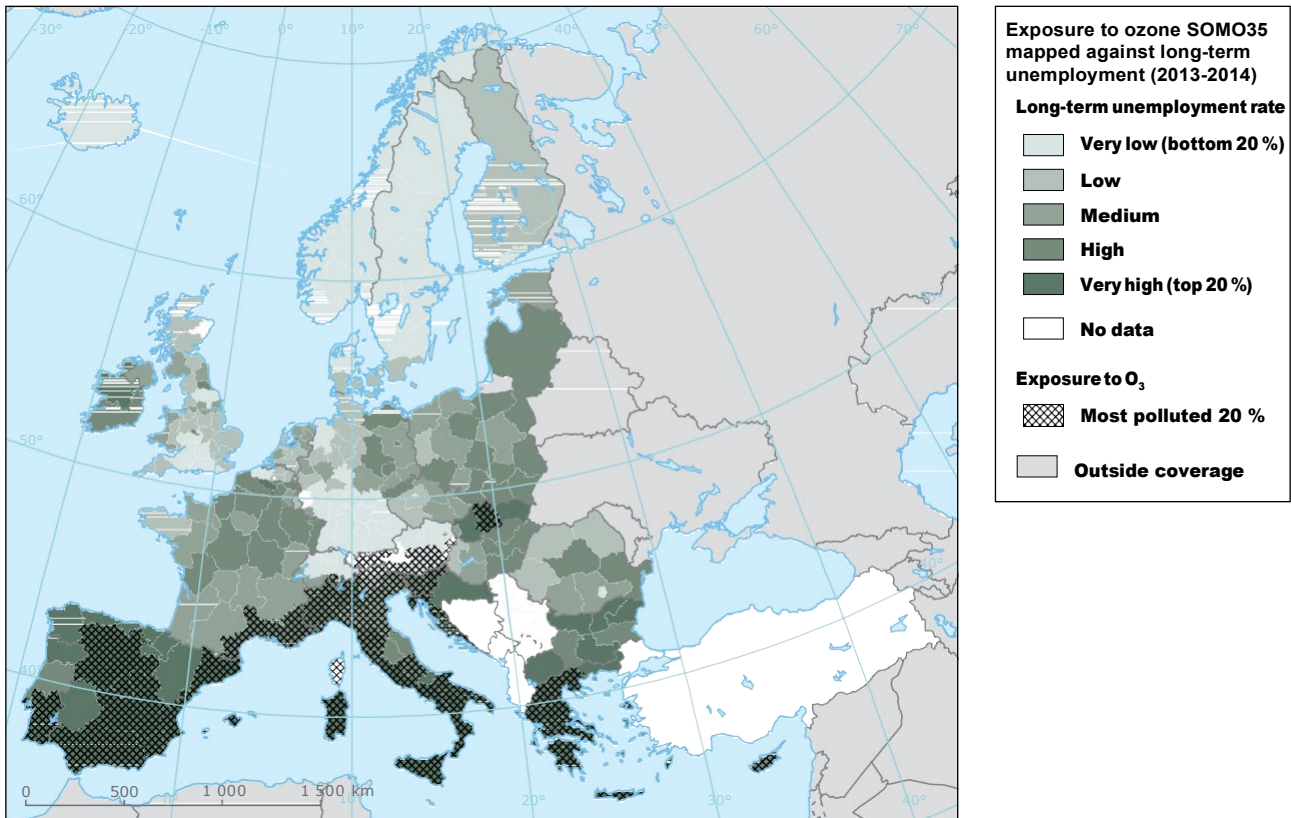 -30°
-20°
-10°
0°
10°
20°
30°
40°
50°
60°
70°
60°
50°
50°
40°
40°
0
500
1 000
1 500 km
0°
10°
20°
30°
40°
Exposure to ozone SOMO35
mapped against long-term
unemployment (2013-2014)
Long-term unemployment rate
Very low (bottom 20 %)
Low
Medium
High
Very high (top 20 %)
No data
Exposure to O₃
Most polluted 20 %
Outside coverage